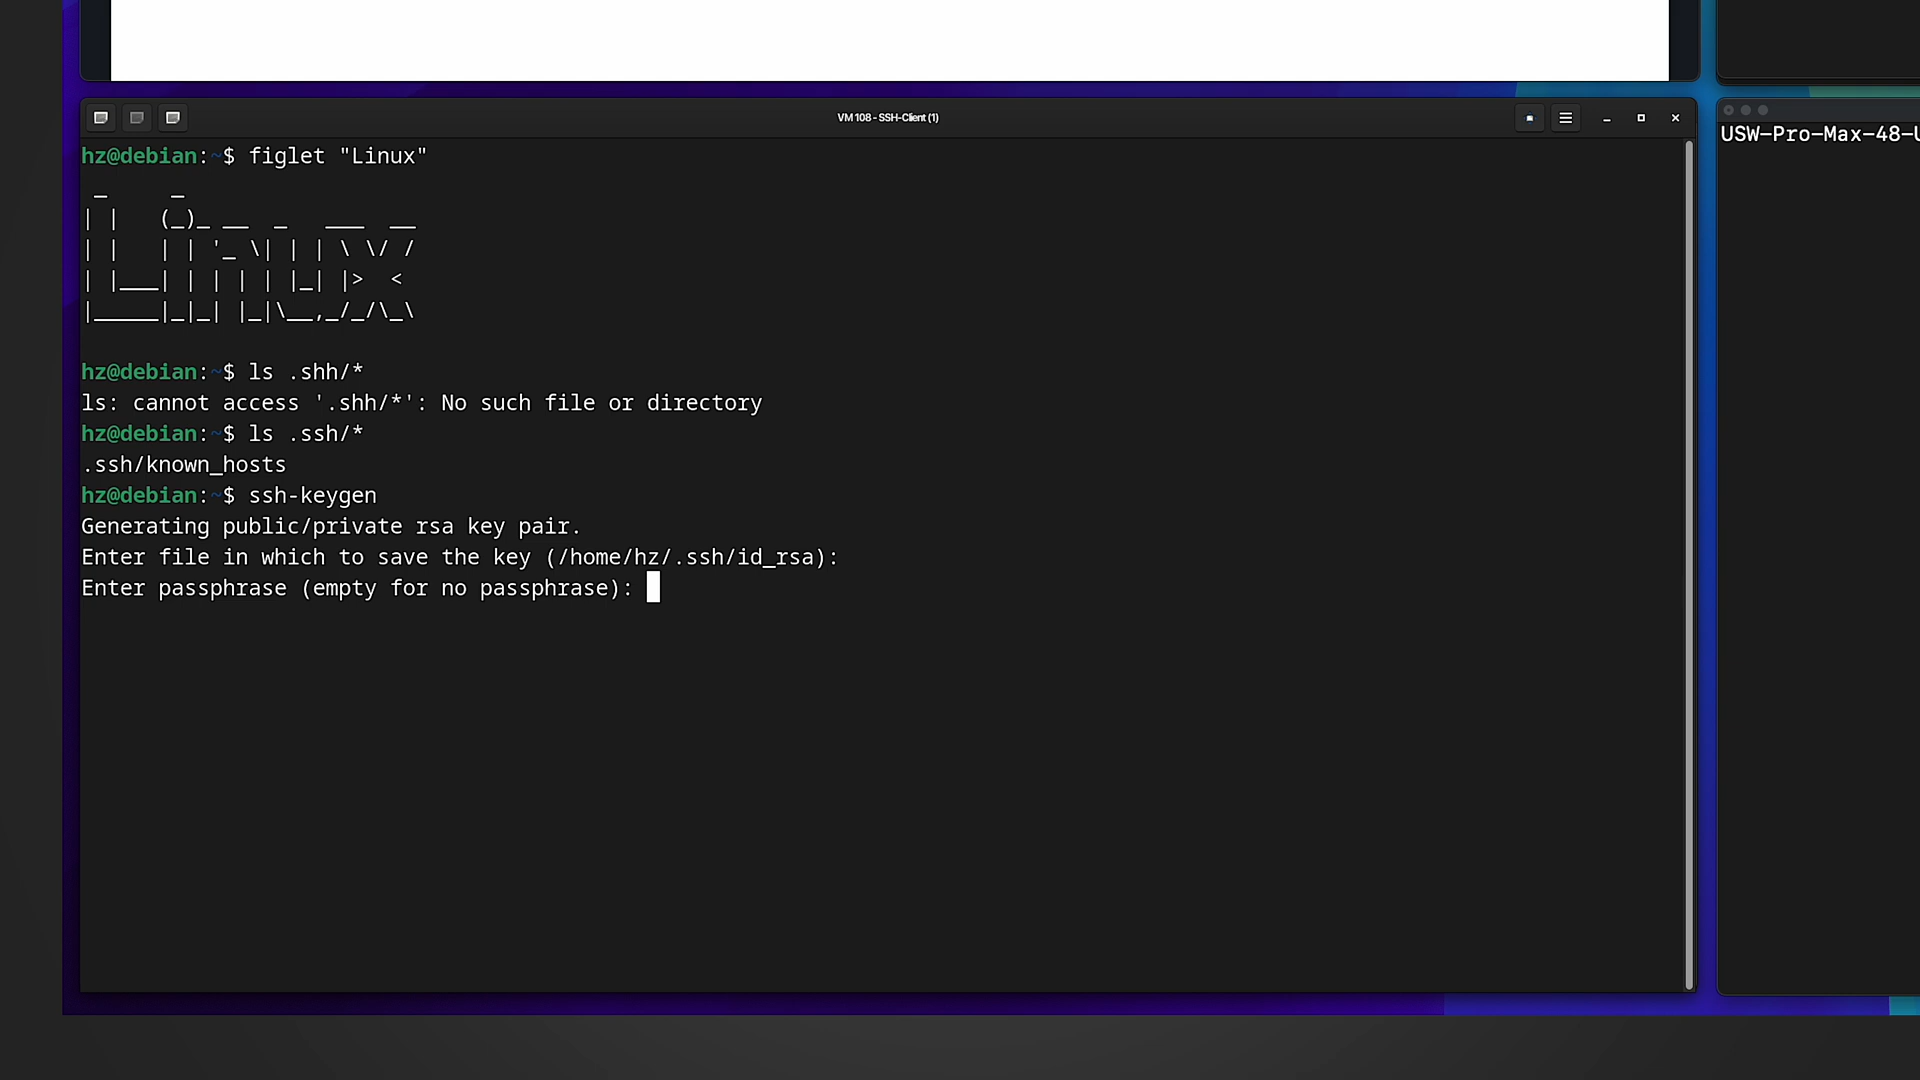 VM 108 - SSH-Client (1)
hz@debian:~$ figlet "Linux"
 _     _
| |   (_)_ __  _   ___  __
| |   | | '_ \| | | \ \/ /
| |___| | | | | |_| |>  <
|_____|_|_| |_|\__,_/_/\_\
hz@debian:~$ ls .shh/*
ls: cannot access '.shh/*': No such file or directory
hz@debian:~$ ls .ssh/*
.ssh/known_hosts
hz@debian:~$ ssh-keygen
Generating public/private rsa key pair.
Enter file in which to save the key (/home/hz/.ssh/id_rsa):
Enter passphrase (empty for no passphrase):
USW-Pro-Max-48-